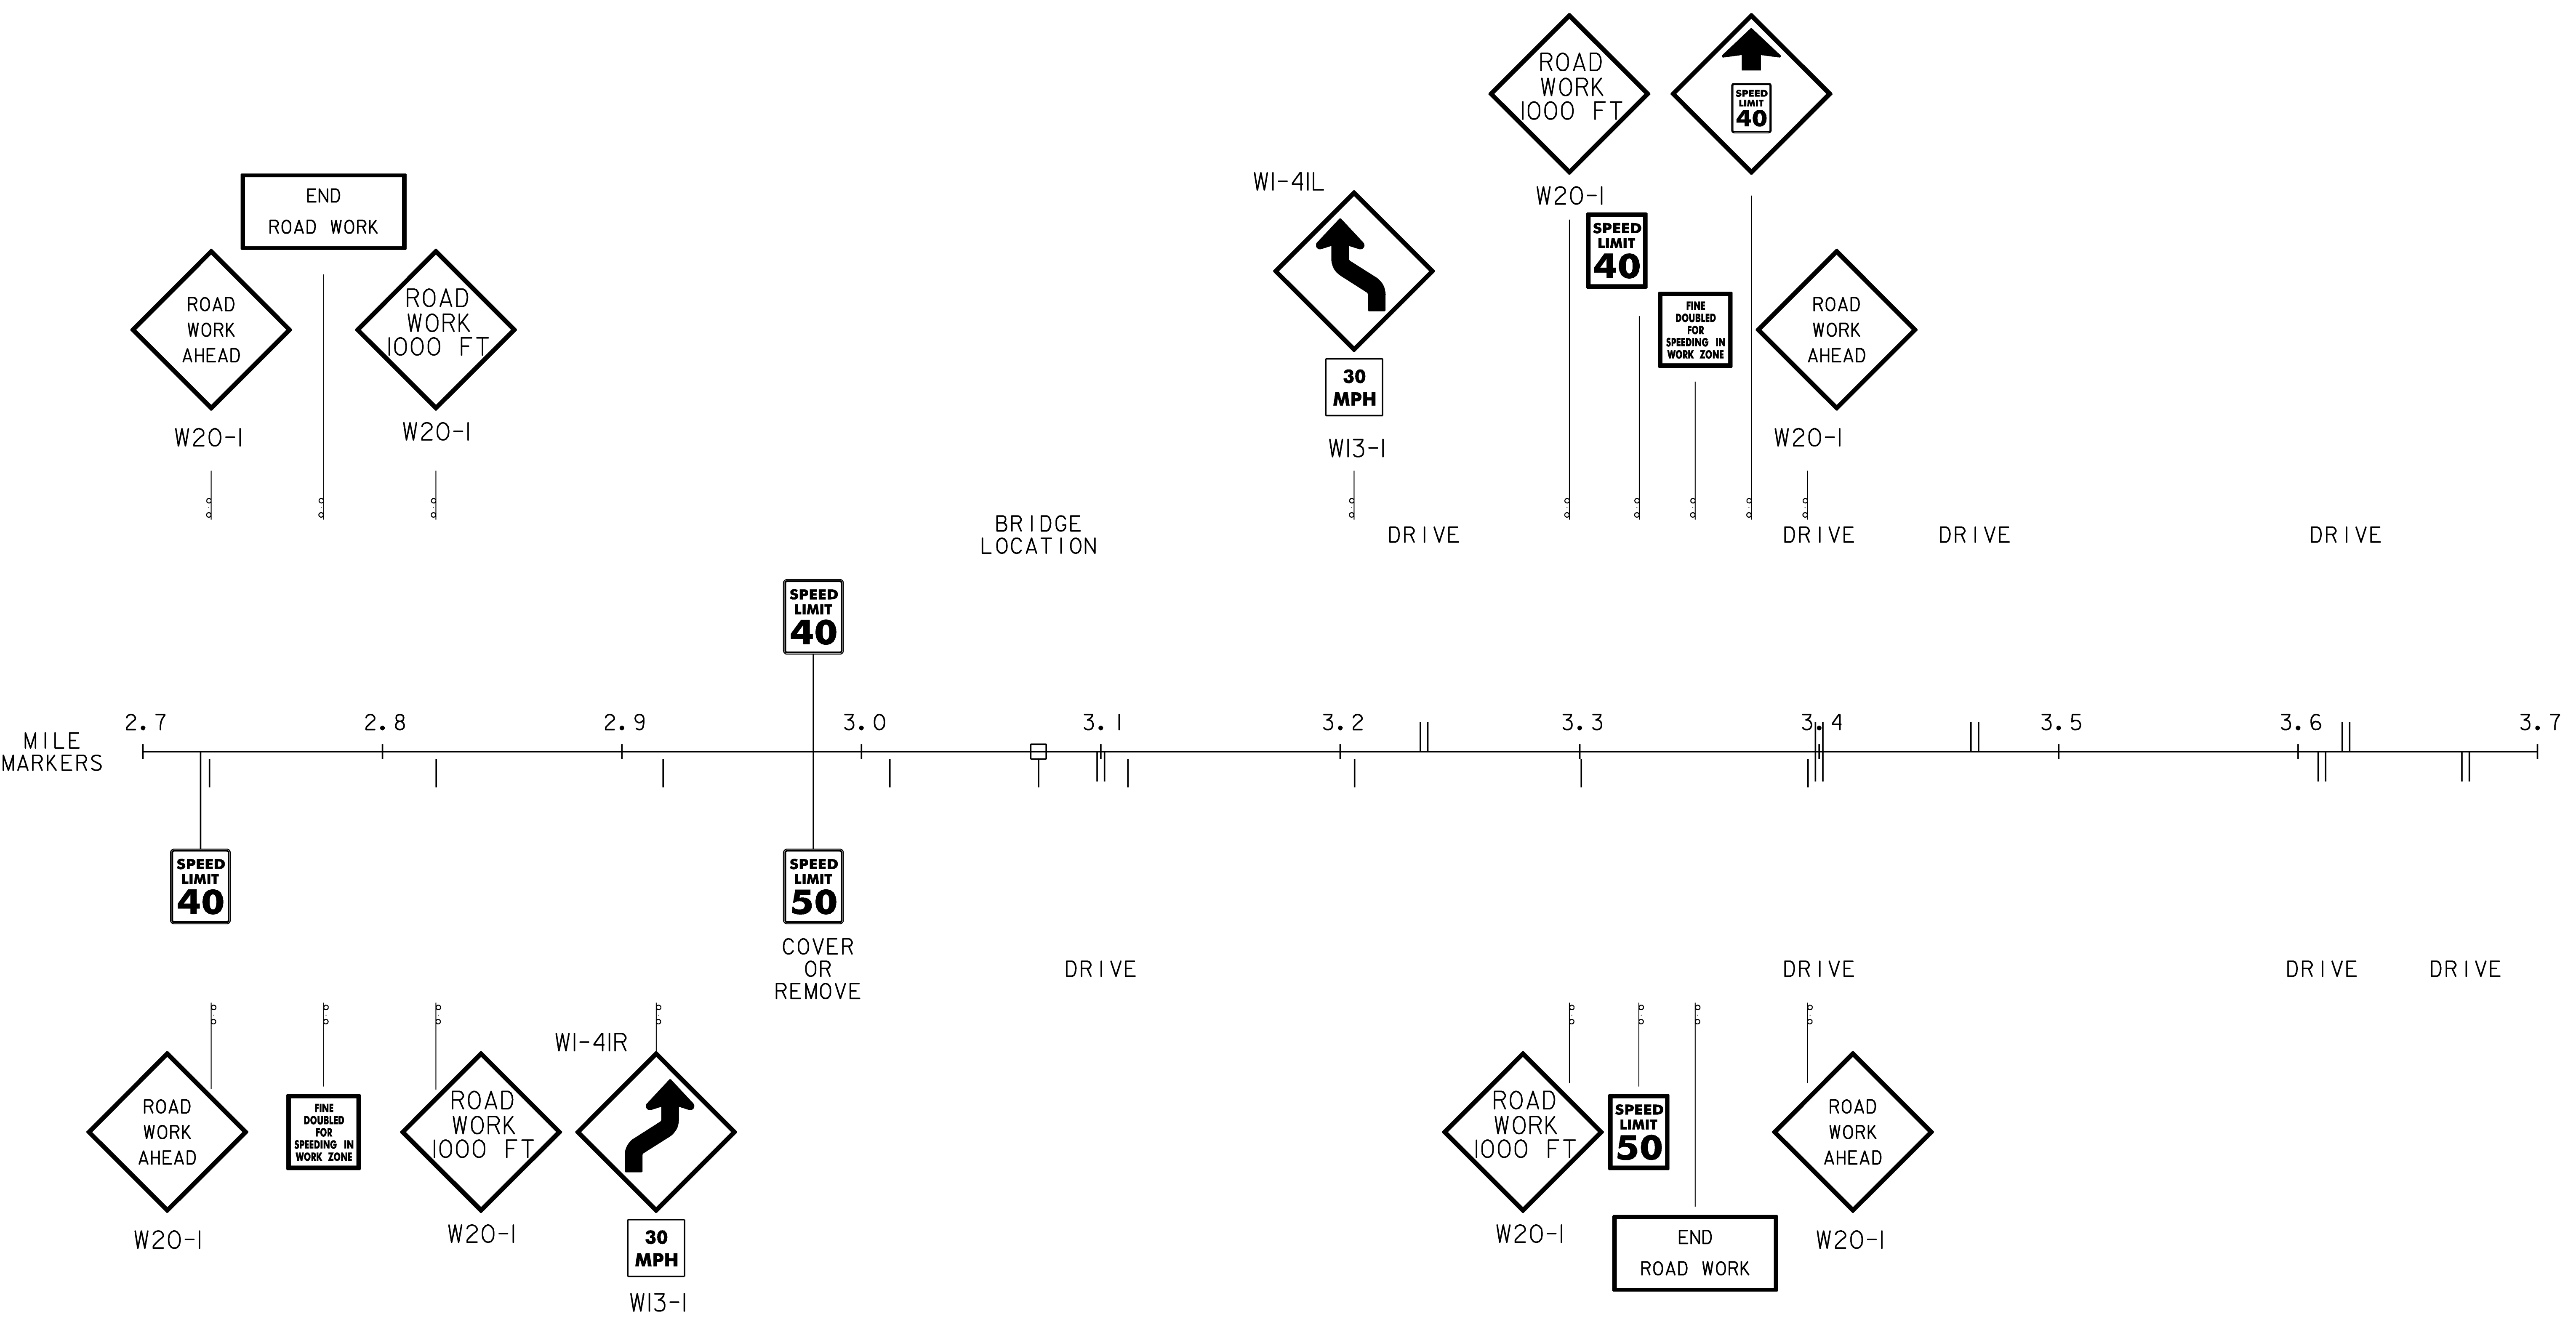 ROAD
WORK
1000 FT
W20-1
SPEED
LIMIT
40
END
ROAD WORK
ROAD
WORK
AHEAD
W20-1
ROAD
WORK
1000 FT
W20-1
W1-41L
30
MPH
W13-1
SPEED
LIMIT
40
FINE
DOUBLED
FOR
SPEEDING IN
WORK ZONE
ROAD
WORK
AHEAD
W20-1
BRIDGE
LOCATION
DRIVE
DRIVE
DRIVE
DRIVE
SPEED
LIMIT
40
MILE
MARKERS
2.7
2.8
2.9
3.0
3.1
3.2
3.3
3.4
3.5
3.6
3.7
SPEED
LIMIT
40
SPEED
LIMIT
50
COVER
OR
REMOVE
DRIVE
DRIVE
DRIVE
DRIVE
ROAD
WORK
AHEAD
W20-1
FINE
DOUBLED
FOR
SPEEDING IN
WORK ZONE
ROAD
WORK
1000 FT
W20-1
W1-41R
30
MPH
W13-1
ROAD
WORK
1000 FT
W20-1
SPEED
LIMIT
50
END
ROAD WORK
ROAD
WORK
AHEAD
W20-1